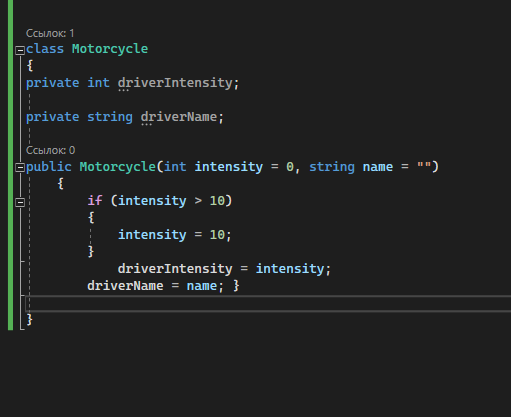 Ссылок: 1
class Motorcycle
{
private int driverIntensity;
private string driverName;
Ссылок: 0
public Motorcycle(int intensity = 0, string name = "")
{
if (intensity > 10)
{
intensity = 10;
}
driverIntensity = intensity;
driverName = name; }
}